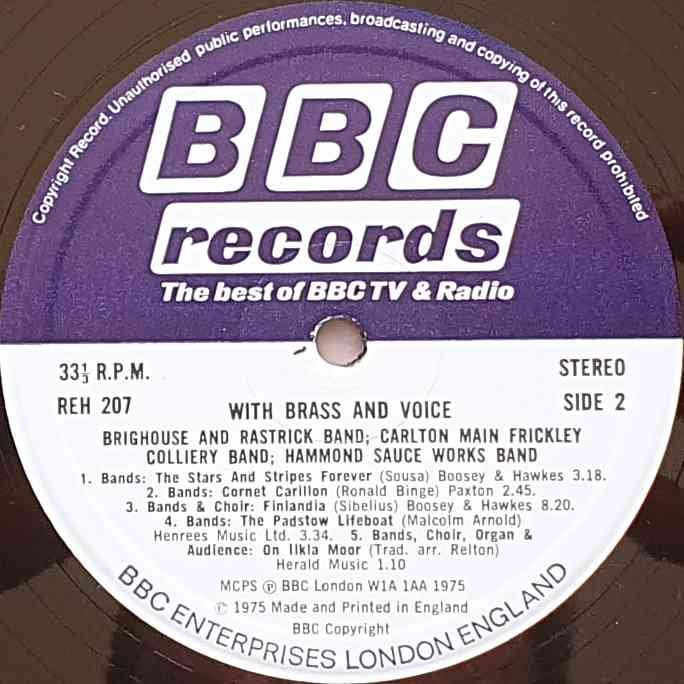 Copyright Record. Unauthorised public performances, broadcasting and copying of this record prohibited
BBC
records
The best of BBC TV & Radio
33⅓ R.P.M.
STEREO
REH 207
WITH BRASS AND VOICE
SIDE 2
BRIGHOUSE AND RASTRICK BAND; CARLTON MAIN FRICKLEY
COLLIERY BAND; HAMMOND SAUCE WORKS BAND
1. Bands: The Stars And Stripes Forever (Sousa) Boosey & Hawkes 3.18.
2. Bands: Cornet Carillon (Ronald Binge) Paxton 2.45.
3. Bands & Choir: Finlandia (Sibelius) Boosey & Hawkes 8.20.
4. Bands: The Padstow Lifeboat (Malcolm Arnold)
Henrees Music Ltd. 3.34. 5. Bands, Choir, Organ &
Audience: On Ilkla Moor (Trad. arr. Relton)
Herald Music 1.10
MCPS ℗ BBC London W1A 1AA 1975
© 1975 Made and Printed in England
BBC Copyright
BBC ENTERPRISES LONDON ENGLAND